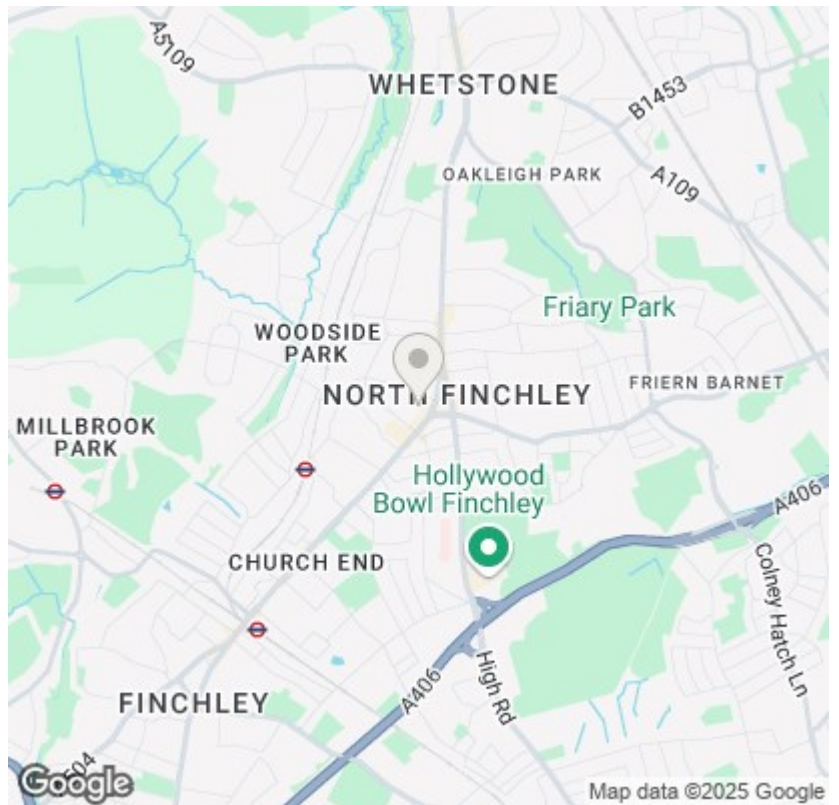 A5109
WHETSTONE
B1453
OAKLEIGH PARK
A109
Friary Park
WOODSIDE
PARK
NORTH FINCHLEY
FRIERN BARNET
MILLBROOK
PARK
Hollywood
Bowl Finchley
A406
CHURCH END
Colney Hatch Ln
High Rd
A406
FINCHLEY
504
Google
Map data ©2025 Google